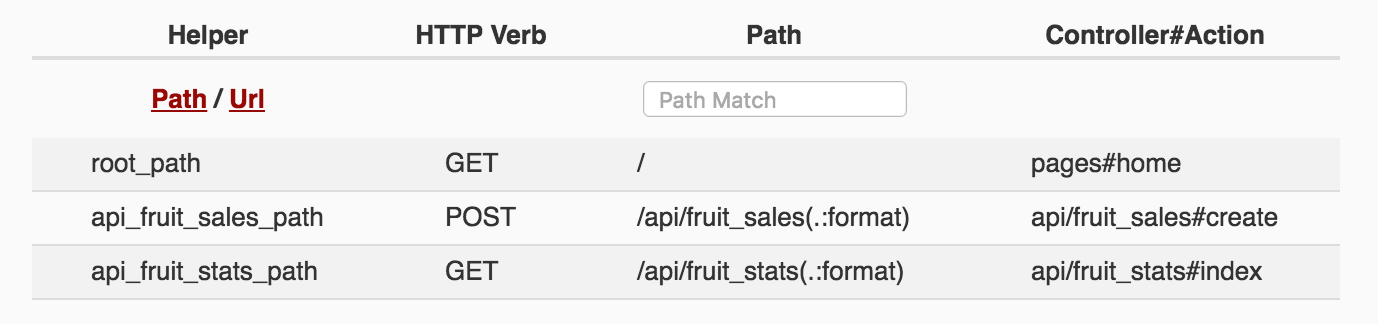 Helper HTTP Verb Path Controller#Action
Path / Url Path Match
root_path GET / pages#home
api_fruit_sales_path POST /api/fruit_sales(.:format) api/fruit_sales#create
api_fruit_stats_path GET /api/fruit_stats(.:format) api/fruit_stats#index